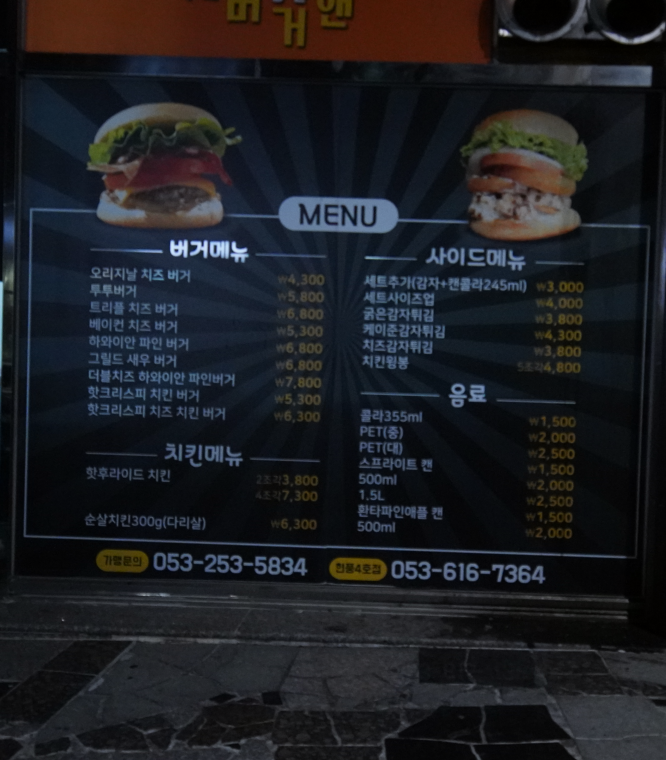 버거앤
MENU
버거메뉴
오리지날 치즈 버거 ₩4,300
투투버거 ₩5,800
트리플 치즈 버거 ₩6,800
베이컨 치즈 버거 ₩5,300
하와이안 파인 버거 ₩6,800
그릴드 새우 버거 ₩6,800
더블치즈 하와이안 파인버거 ₩7,800
핫크리스피 치킨 버거 ₩5,300
핫크리스피 치즈 치킨 버거 ₩6,300
치킨메뉴
핫후라이드 치킨 2조각3,800
4조각7,300
순살치킨300g(다리살) ₩6,300
사이드메뉴
세트추가(감자+캔콜라245ml) ₩3,000
세트사이즈업 ₩4,000
굵은감자튀김 ₩3,800
케이준감자튀김 ₩4,300
치즈감자튀김 ₩3,800
치킨윙봉 5조각4,800
음료
콜라355ml ₩1,500
PET(중) ₩2,000
PET(대) ₩2,500
스프라이트 캔 ₩1,500
500ml ₩2,000
1.5L ₩2,500
환타파인애플 캔 ₩1,500
500ml ₩2,000
가맹문의 053-253-5834
현풍4호점 053-616-7364